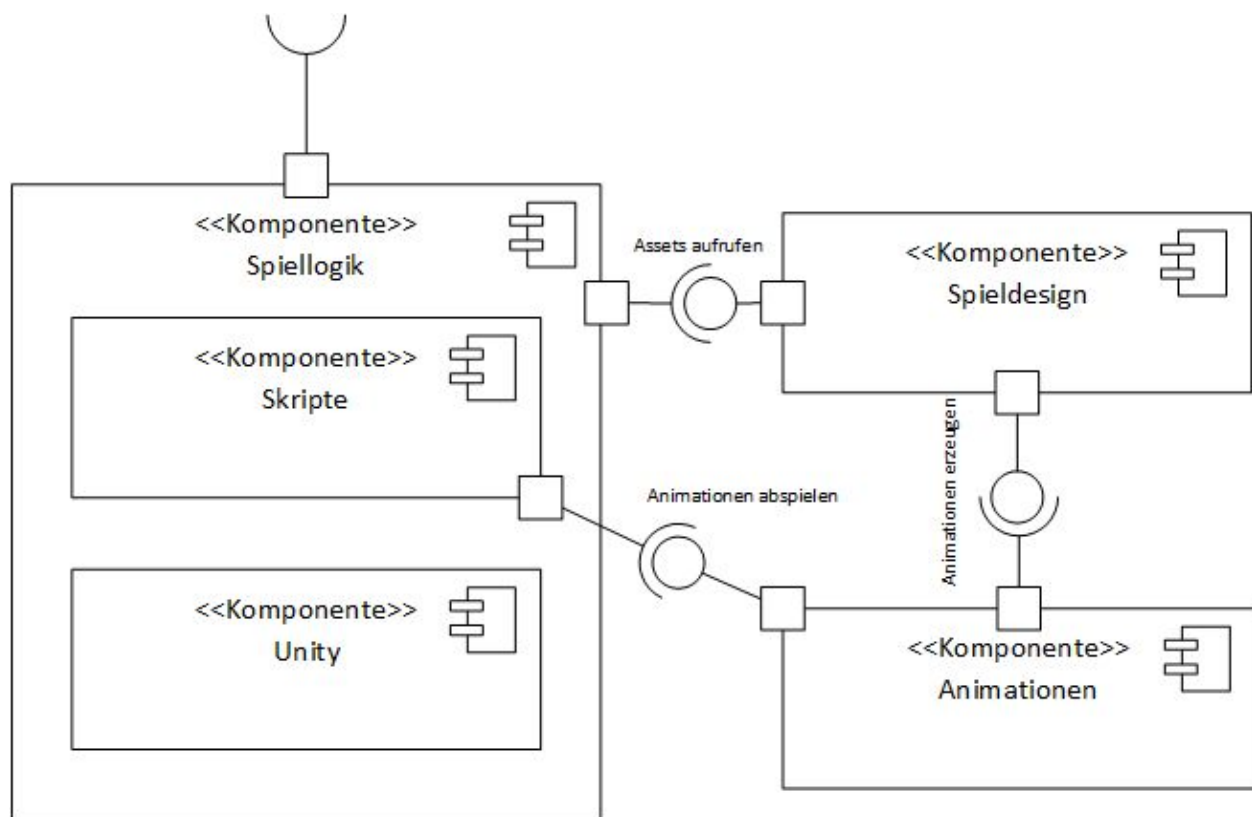 <<Komponente>>
Spiellogik
<<Komponente>>
Skripte
<<Komponente>>
Unity
Assets aufrufen
Animationen abspielen
<<Komponente>>
Spieldesign
Animationen erzeugen
<<Komponente>>
Animationen